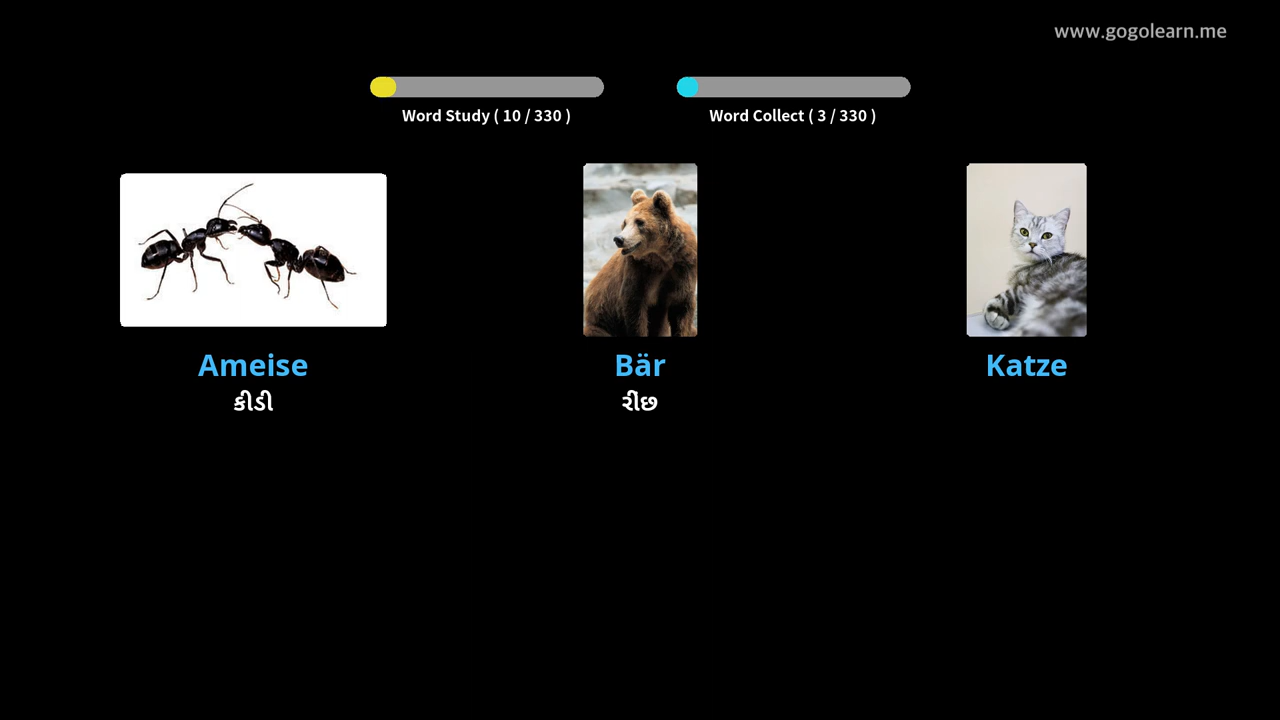 www.gogolearn.me
Word Study ( 10 / 330 )
Word Collect ( 3 / 330 )
Ameise
Bär
Katze
કીડી
રીંછ